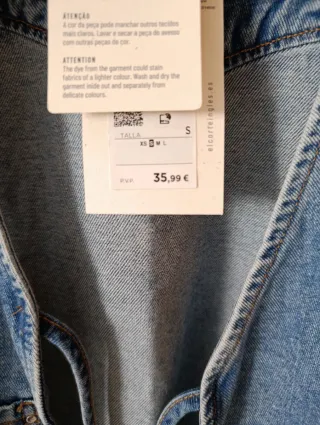 ATENÇÃO
A cor da peça pode manchar outros tecidos
mais claros. Lavar e secar a peça do avesso
com outras peças de cor.
ATTENTION
The dye from the garment could stain
fabrics of a lighter colour. Wash and dry the
garment inside out and separately from
delicate colours.
TALLA S
XS S M L
P.V.P. 35,99 €
elcorteingles.es